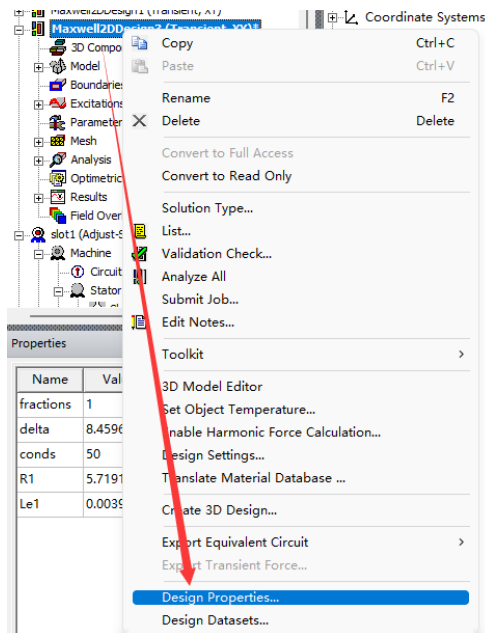 Maxwell2DDesign1 (Transient, XY)
Coordinate Systems
Maxwell2DDesign2 (Transient, XY)*
3D Compo
Model
Boundaries
Excitations
Parameter
Mesh
Analysis
Optimetric
Results
Field Over
slot1 (Adjust-S
Machine
Circuit
Stator
Properties
Name Val
fractions 1
delta 8.4596
conds 50
R1 5.7191
Le1 0.0039
Copy Ctrl+C
Paste Ctrl+V
Rename F2
Delete Delete
Convert to Full Access
Convert to Read Only
Solution Type...
List...
Validation Check...
Analyze All
Submit Job...
Edit Notes...
Toolkit
3D Model Editor
Set Object Temperature...
Enable Harmonic Force Calculation...
Design Settings...
Translate Material Database ...
Create 3D Design...
Export Equivalent Circuit
Export Transient Force...
Design Properties...
Design Datasets...